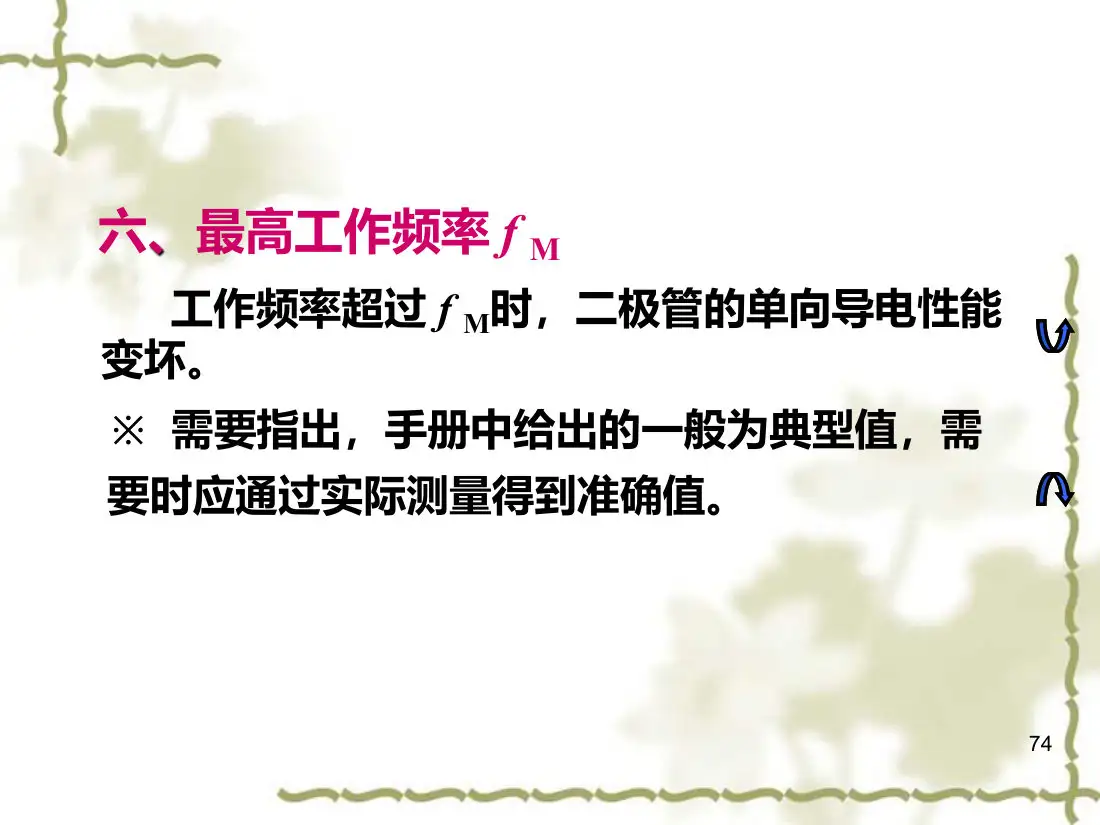 六、最高工作频率 f M
工作频率超过 f M时，二极管的单向导电性能
变坏。
※ 需要指出，手册中给出的一般为典型值，需
要时应通过实际测量得到准确值。
74